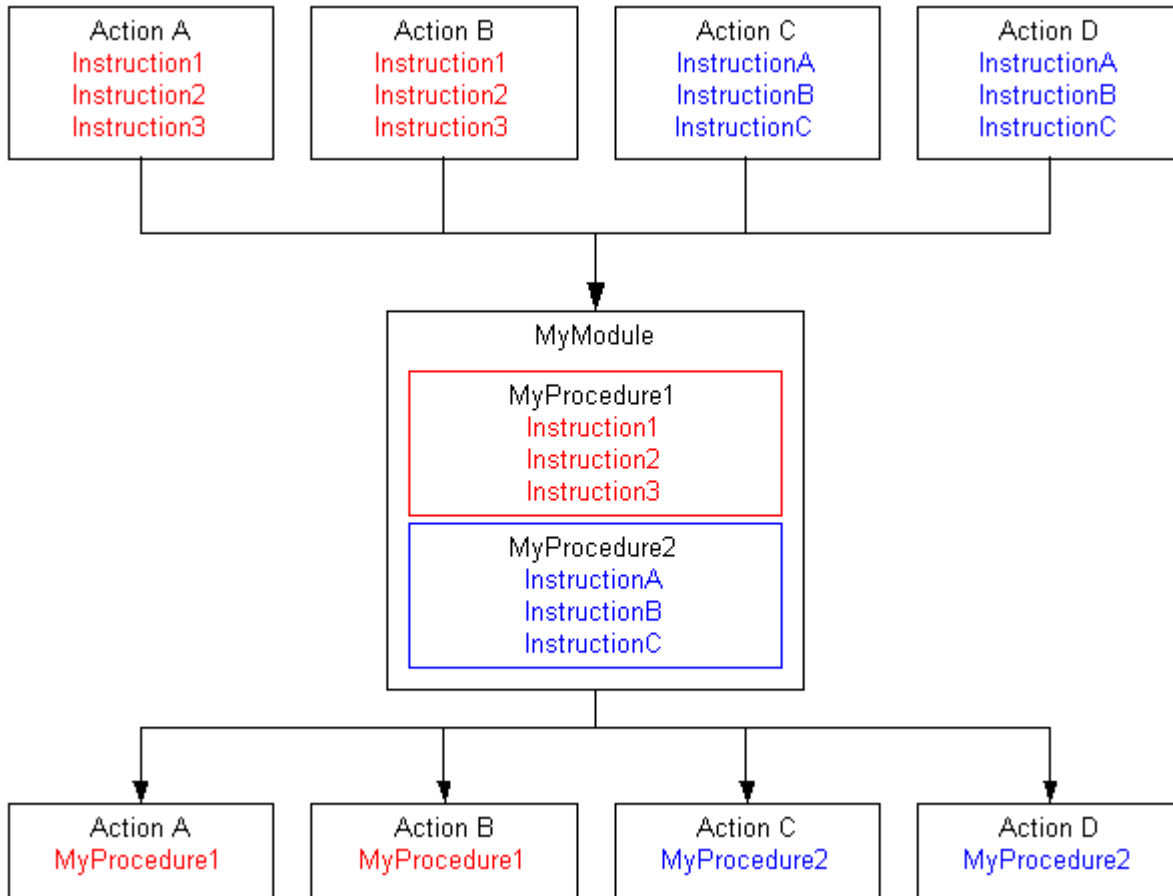 Action A
Instruction1
Instruction2
Instruction3
Action B
Instruction1
Instruction2
Instruction3
Action C
InstructionA
InstructionB
InstructionC
Action D
InstructionA
InstructionB
InstructionC
MyModule
MyProcedure1
Instruction1
Instruction2
Instruction3
MyProcedure2
InstructionA
InstructionB
InstructionC
Action A
MyProcedure1
Action B
MyProcedure1
Action C
MyProcedure2
Action D
MyProcedure2